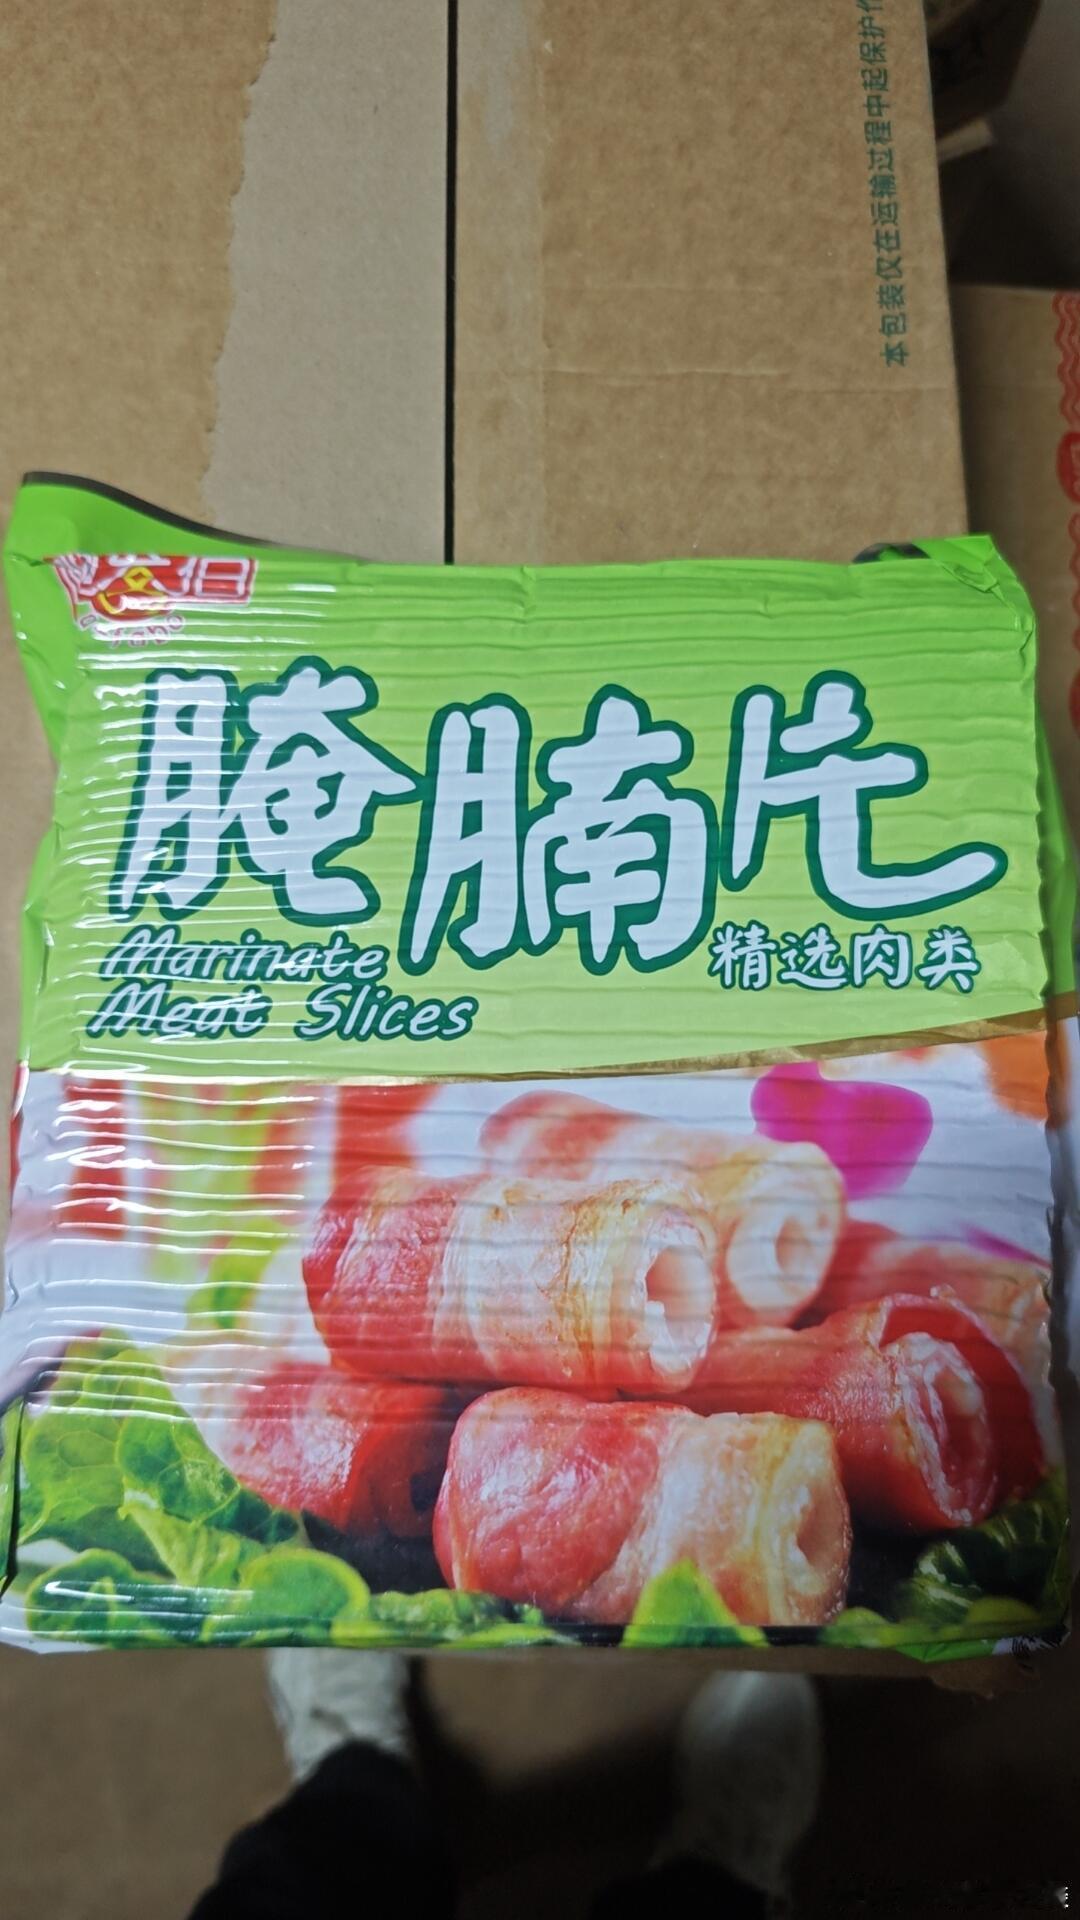 本包装仅在运输过程中起保护作
腌腩片
精选肉类
Marinate
Meat Slices